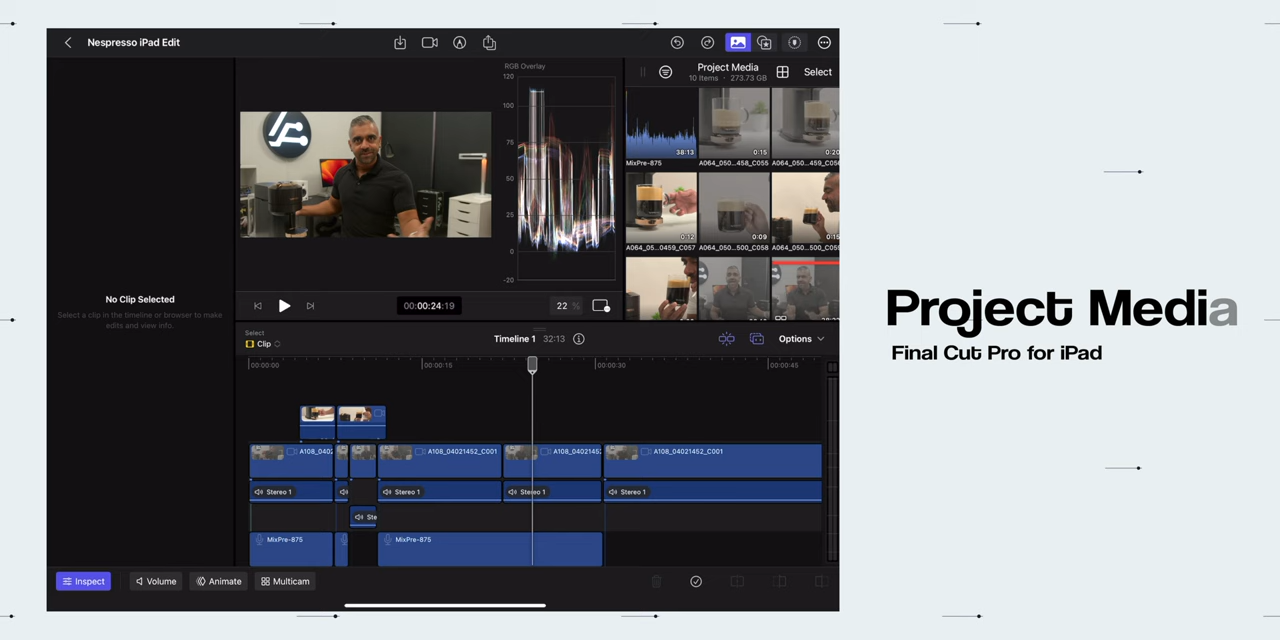 Nespresso iPad Edit
RGB Overlay
120
100
75
50
25
0
-20
Project Media
10 Items · 273.73 GB
Select
38:13
0:15
0:20
MixPre-875
A064_050...458_C055
A064_050...459_C056
0:12
0:09
0:15
A064_05...0459_C057
A064_050...500_C058
A064_050...500_C059
No Clip Selected
Select a clip in the timeline or browser to make
edits and view info.
00:00:24:19
22 %
Select
Clip
Timeline 1 32:13
Options
00:00:00
00:00:15
00:00:30
00:00:45
A108_0402
A108_04021452_C001
A108_0402145
A108_04021452_C001
Stereo 1
Stereo 1
Stereo 1
Stereo 1
Ste
MixPre-875
MixPre-875
Inspect
Volume
Animate
Multicam
Project Media
Final Cut Pro for iPad